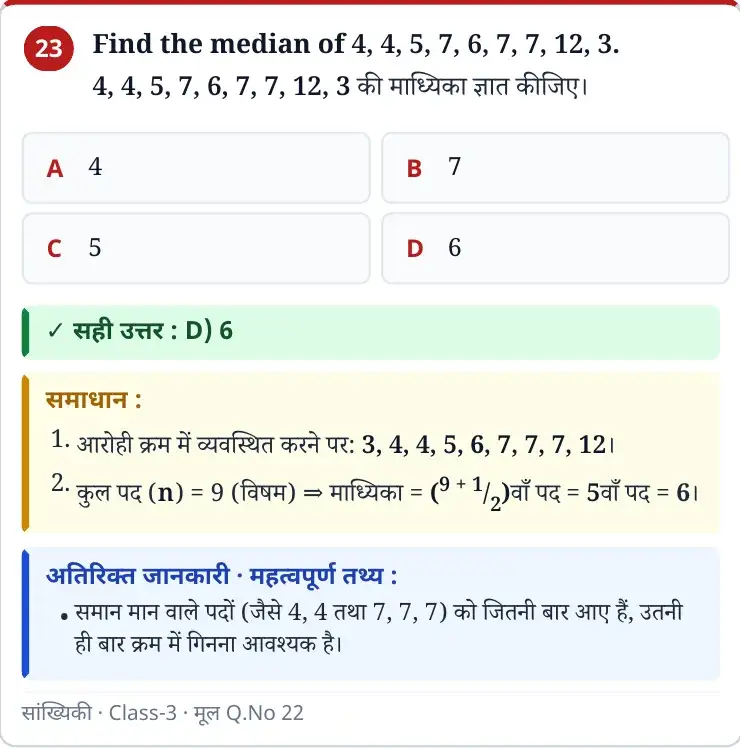 23 Find the median of 4, 4, 5, 7, 6, 7, 7, 12, 3.
4, 4, 5, 7, 6, 7, 7, 12, 3 की माध्यिका ज्ञात कीजिए।
A 4
B 7
C 5
D 6
✓ सही उत्तर : D) 6
समाधान :
1. आरोही क्रम में व्यवस्थित करने पर: 3, 4, 4, 5, 6, 7, 7, 7, 12।
2. कुल पद (n) = 9 (विषम) ⇒ माध्यिका = (⁹ ⁺ ¹/₂)वाँ पद = 5वाँ पद = 6।
अतिरिक्त जानकारी · महत्वपूर्ण तथ्य :
• समान मान वाले पदों (जैसे 4, 4 तथा 7, 7, 7) को जितनी बार आए हैं, उतनी
ही बार क्रम में गिनना आवश्यक है।
सांख्यिकी · Class-3 · मूल Q.No 22